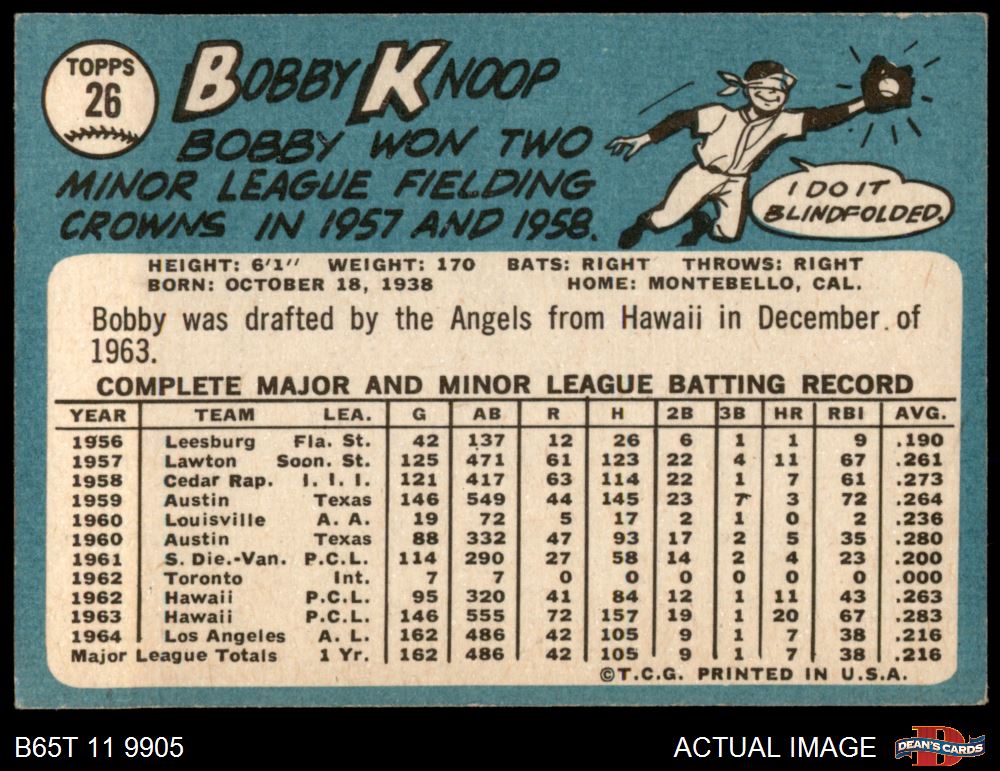 TOPPS
26
BOBBY KNOOP
BOBBY WON TWO
MINOR LEAGUE FIELDING
CROWNS IN 1957 AND 1958.
I DO IT
BLINDFOLDED.
HEIGHT: 6'1" WEIGHT: 170 BATS: RIGHT THROWS: RIGHT
BORN: OCTOBER 18, 1938 HOME: MONTEBELLO, CAL.
Bobby was drafted by the Angels from Hawaii in December of
1963.
COMPLETE MAJOR AND MINOR LEAGUE BATTING RECORD
YEAR TEAM LEA. G AB R H 2B 3B HR RBI AVG.
1956 Leesburg Fla. St. 42 137 12 26 6 1 1 9 .190
1957 Lawton Soon. St. 125 471 61 123 22 4 11 67 .261
1958 Cedar Rap. I. I. I. 121 417 63 114 22 1 7 61 .273
1959 Austin Texas 146 549 44 145 23 7 3 72 .264
1960 Louisville A. A. 19 72 5 17 2 1 0 2 .236
1960 Austin Texas 88 332 47 93 17 2 5 35 .280
1961 S. Die.-Van. P.C.L. 114 290 27 58 14 2 4 23 .200
1962 Toronto Int. 7 7 0 0 0 0 0 0 .000
1962 Hawaii P.C.L. 95 320 41 84 12 1 11 43 .263
1963 Hawaii P.C.L. 146 555 72 157 19 1 20 67 .283
1964 Los Angeles A. L. 162 486 42 105 9 1 7 38 .216
Major League Totals 1 Yr. 162 486 42 105 9 1 7 38 .216
©T.C.G. PRINTED IN U.S.A.
B65T 11 9905 ACTUAL IMAGE
D
DEAN'S CARDS